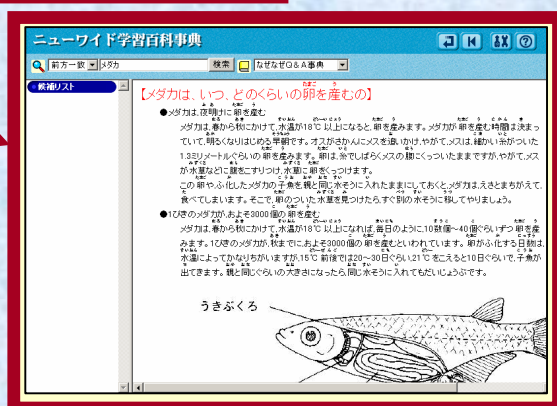 ニューワイド学習百科事典
前方一致 メダカ 検索 なぜなぜＱ＆Ａ事典
候補リスト
【メダカは、いつ、どのくらいの卵を産むの】
●メダカは、夜明けに卵を産む
メダカは、春から秋にかけて、水温が18℃以上になると、卵を産みます。メダカが卵を産む時間は決まっ
ていて、明るくなりはじめる早朝です。オスがさかんにメスを追いかけ、やがて、メスは、細かい糸がついた
1.3ミリメートルぐらいの卵を産みます。卵は、糸でしばらくメスの腹にくっついたままですが、やがて、メス
が水草などに腹をこすりつけ、水草に卵をくっつけます。
この卵やふ化したメダカの子魚を、親と同じ水そうに入れたままにしておくと、メダカは、えさとまちがえて、
食べてしまいます。そこで、卵のついた水草を見つけたら、すぐ別の水そうに移してやりましょう。
●1ぴきのメダカが、およそ3000個の卵を産む
メダカは、春から秋にかけて、水温が18℃以上になれば、毎日のように、10数個～40個ぐらいずつ卵を産
みます。1ぴきのメダカが、秋までに、およそ3000個の卵を産むといわれています。卵がふ化する日数は、
水温によってかなりちがいますが、15℃前後では20～30日ぐらい、21℃をこえると10日ぐらいで、子魚が
出てきます。親と同じぐらいの大きさになったら、同じ水そうに入れてもだいじょうぶです。
うきぶくろ